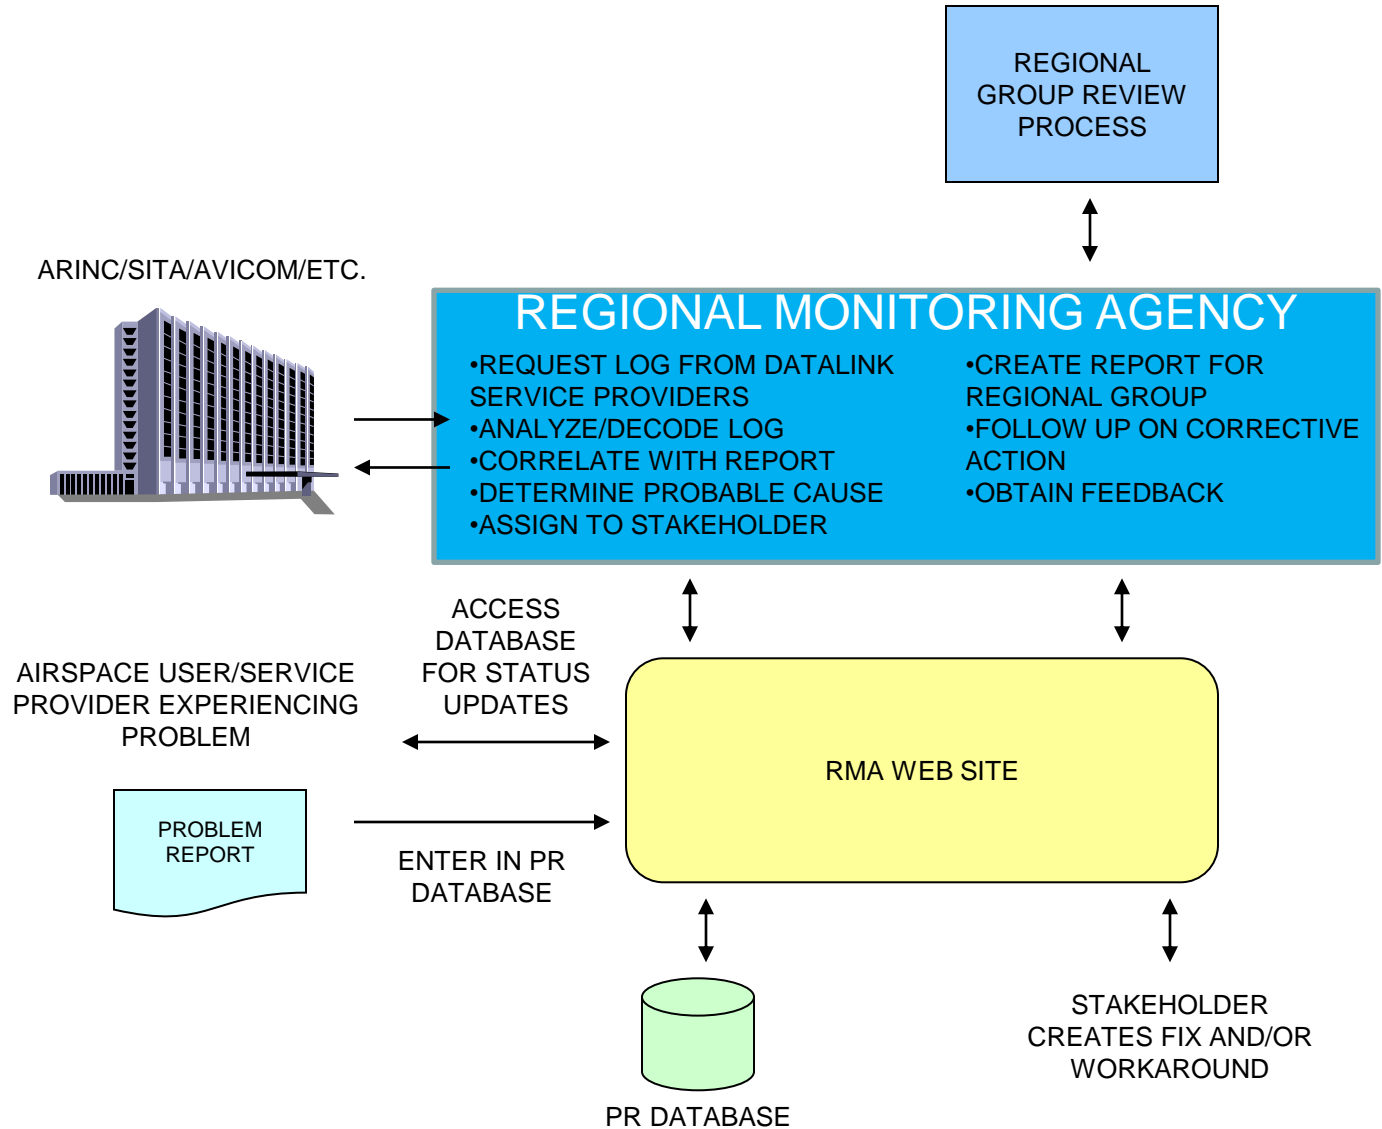 REGIONAL
GROUP REVIEW
PROCESS
ARINC/SITA/AVICOM/ETC.
REGIONAL MONITORING AGENCY
•REQUEST LOG FROM DATALINK
SERVICE PROVIDERS
•ANALYZE/DECODE LOG
•CORRELATE WITH REPORT
•DETERMINE PROBABLE CAUSE
•ASSIGN TO STAKEHOLDER
•CREATE REPORT FOR
REGIONAL GROUP
•FOLLOW UP ON CORRECTIVE
ACTION
•OBTAIN FEEDBACK
ACCESS
DATABASE
FOR STATUS
UPDATES
AIRSPACE USER/SERVICE
PROVIDER EXPERIENCING
PROBLEM
RMA WEB SITE
PROBLEM
REPORT
ENTER IN PR
DATABASE
STAKEHOLDER
CREATES FIX AND/OR
WORKAROUND
PR DATABASE